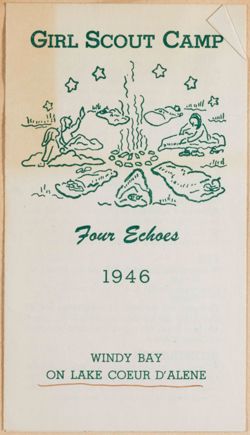 GIRL SCOUT CAMP
Four Echoes
1946
WINDY BAY
ON LAKE COEUR D'ALENE